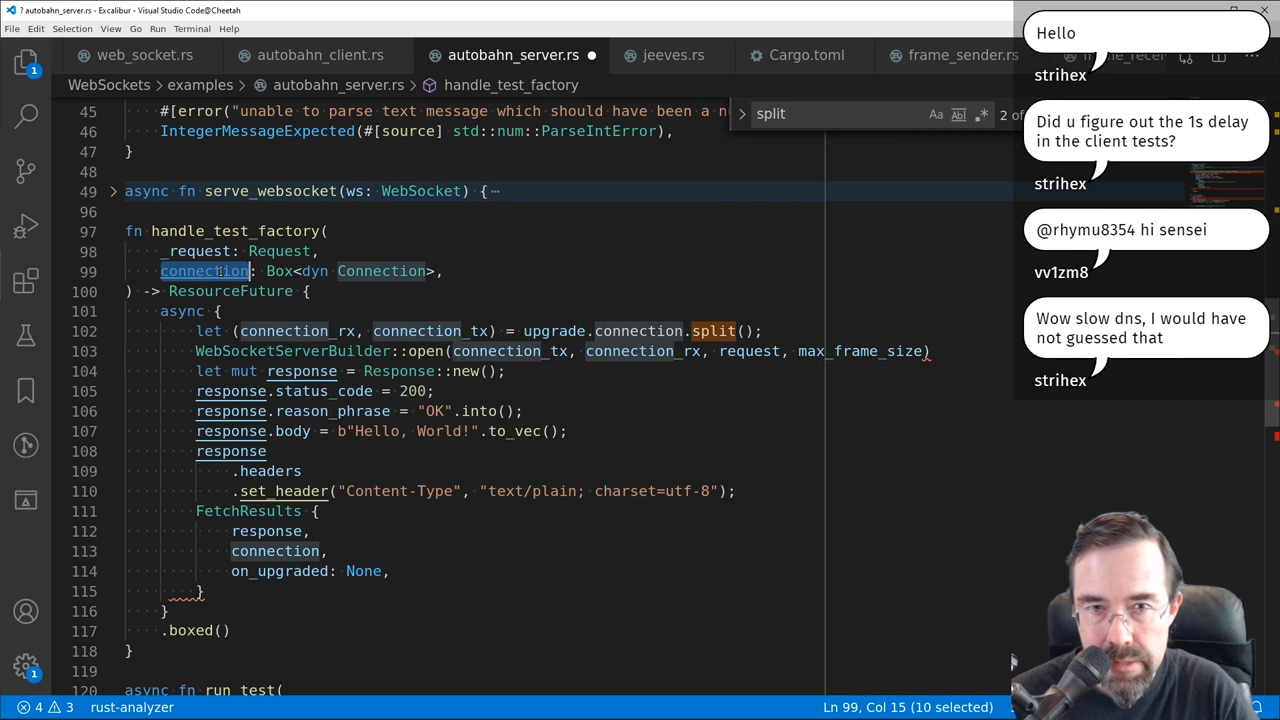 ? autobahn_server.rs - Excalibur - Visual Studio Code@Cheetah
File Edit Selection View Go Run Terminal Help
web_socket.rs autobahn_client.rs autobahn_server.rs jeeves.rs Cargo.toml frame_sender.rs
WebSockets > examples > autobahn_server.rs > handle_test_factory
split
Aa Ab| .* 2 of
45 #[error("unable to parse text message which should have been a n
46 IntegerMessageExpected(#[source] std::num::ParseIntError),
47 }
48
49 async fn serve_websocket(ws: WebSocket) {…
96
97 fn handle_test_factory(
98 _request: Request,
99 connection: Box<dyn Connection>,
100 ) -> ResourceFuture {
101 async {
102 let (connection_rx, connection_tx) = upgrade.connection.split();
103 WebSocketServerBuilder::open(connection_tx, connection_rx, request, max_frame_size)
104 let mut response = Response::new();
105 response.status_code = 200;
106 response.reason_phrase = "OK".into();
107 response.body = b"Hello, World!".to_vec();
108 response
109 .headers
110 .set_header("Content-Type", "text/plain; charset=utf-8");
111 FetchResults {
112 response,
113 connection,
114 on_upgraded: None,
115 }
116 }
117 .boxed()
118 }
119
120 async fn run_test(
Hello
strihex
Did u figure out the 1s delay
in the client tests?
strihex
@rhymu8354 hi sensei
vv1zm8
Wow slow dns, I would have
not guessed that
strihex
1
1
4 3 rust-analyzer Ln 99, Col 15 (10 selected)